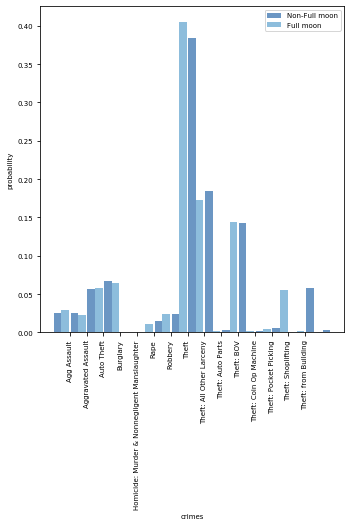 Non-Full moon
Full moon
0.40
0.35
0.30
0.25
0.20
0.15
0.10
0.05
0.00
probability
Agg Assault
Aggravated Assault
Auto Theft
Burglary
Homicide: Murder & Nonnegligent Manslaughter
Rape
Robbery
Theft
Theft: All Other Larceny
Theft: Auto Parts
Theft: BOV
Theft: Coin Op Machine
Theft: Pocket Picking
Theft: Shoplifting
Theft: from Building
crimes